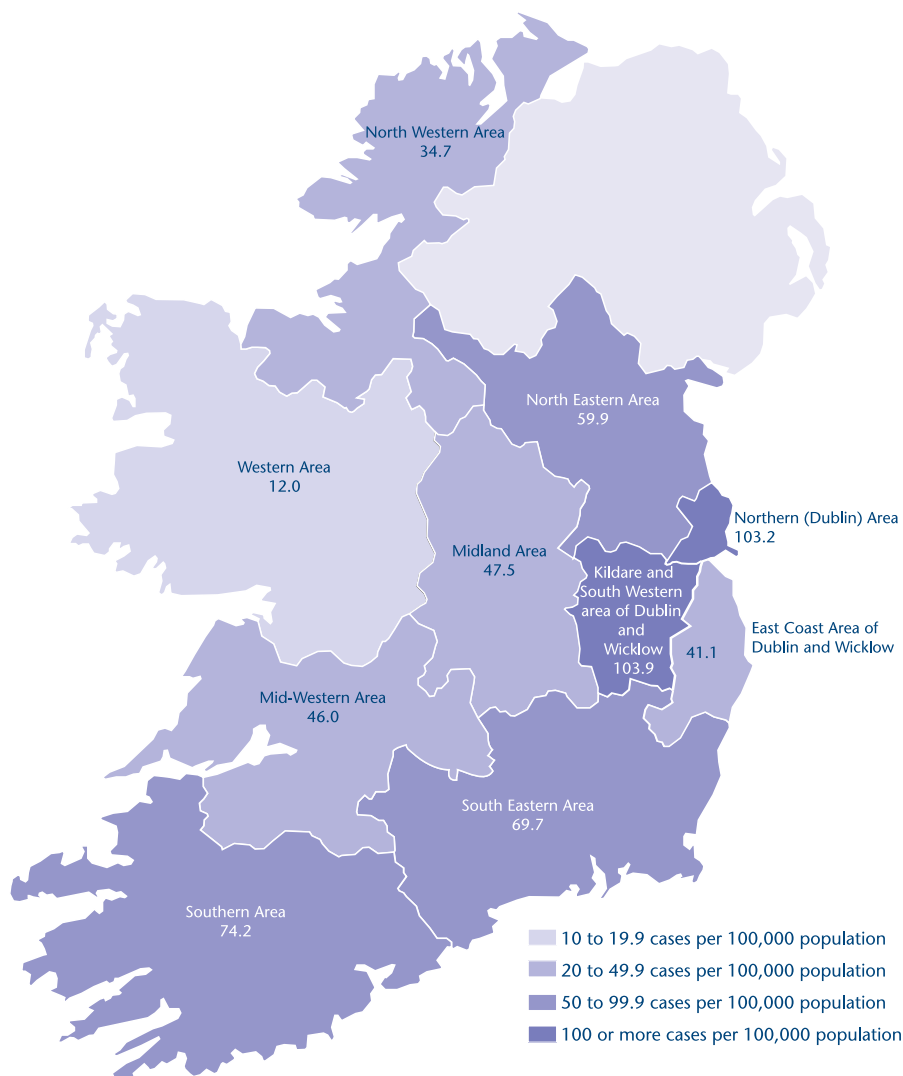 North Western Area
34.7
North Eastern Area
59.9
Western Area
12.0
Northern (Dublin) Area
103.2
Midland Area
47.5
Kildare and
South Western
area of Dublin
and
Wicklow
103.9
East Coast Area of
Dublin and Wicklow
41.1
Mid-Western Area
46.0
South Eastern Area
69.7
Southern Area
74.2
10 to 19.9 cases per 100,000 population
20 to 49.9 cases per 100,000 population
50 to 99.9 cases per 100,000 population
100 or more cases per 100,000 population